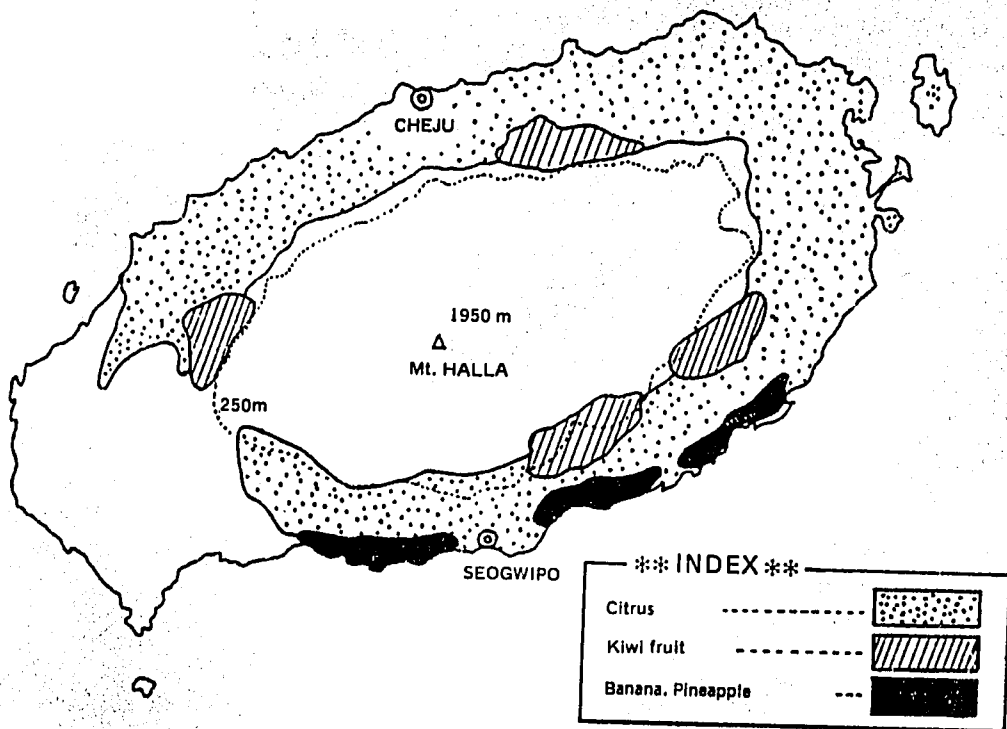 CHEJU
1950 m
Δ
Mt. HALLA
250m
SEOGWIPO
** INDEX **
Citrus
Kiwi fruit
Banana. Pineapple